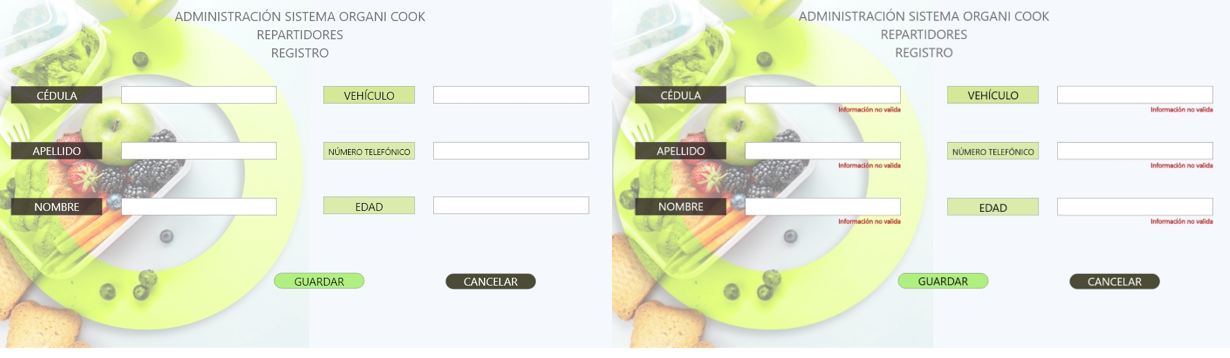 ADMINISTRACIÓN SISTEMA ORGANI COOK
REPARTIDORES
REGISTRO
CÉDULA
VEHÍCULO
APELLIDO
NÚMERO TELEFÓNICO
NOMBRE
EDAD
GUARDAR
CANCELAR
ADMINISTRACIÓN SISTEMA ORGANI COOK
REPARTIDORES
REGISTRO
CÉDULA
VEHÍCULO
Información no valida
Información no valida
APELLIDO
NÚMERO TELEFÓNICO
Información no valida
Información no valida
NOMBRE
EDAD
Información no valida
Información no valida
GUARDAR
CANCELAR